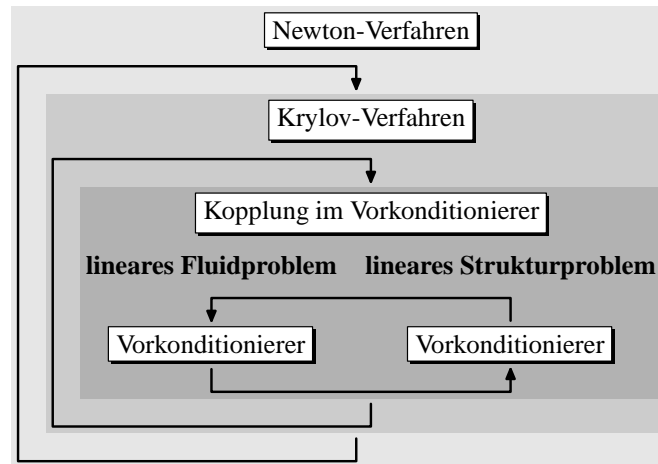 Newton-Verfahren
Krylov-Verfahren
Kopplung im Vorkonditionierer
lineares Fluidproblem lineares Strukturproblem
Vorkonditionierer Vorkonditionierer